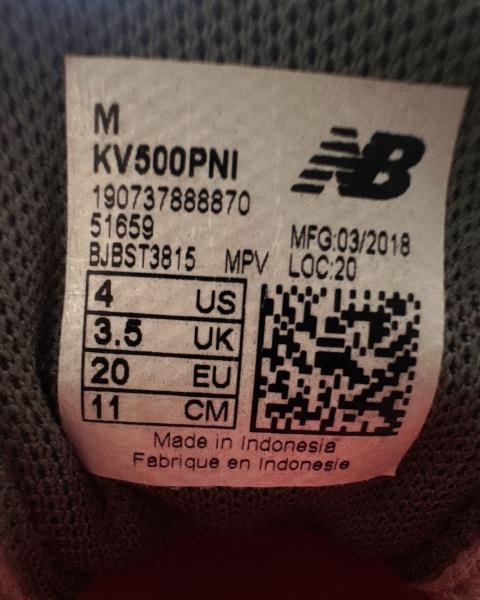 M
KV500PNI
190737888870
51659
BJBST3815 MPV
NB
MFG:03/2018
LOC:20
4 US
3.5 UK
20 EU
11 CM
Made in Indonesia
Fabrique en Indonesie